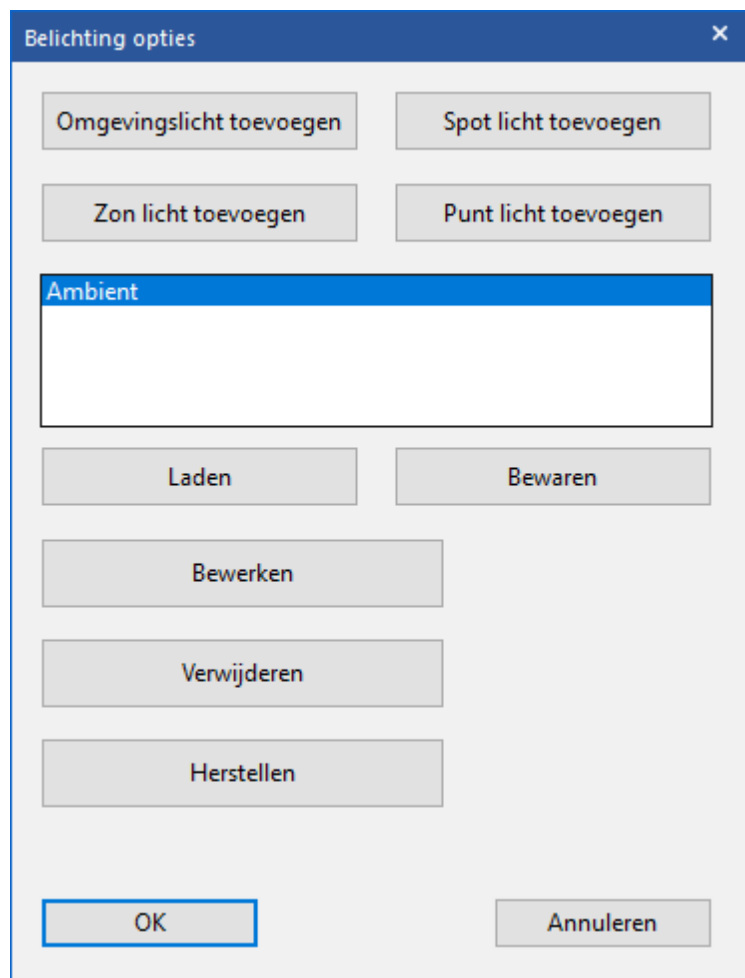 Belichting opties
Omgevingslicht toevoegen
Spot licht toevoegen
Zon licht toevoegen
Punt licht toevoegen
Ambient
Laden
Bewaren
Bewerken
Verwijderen
Herstellen
OK
Annuleren